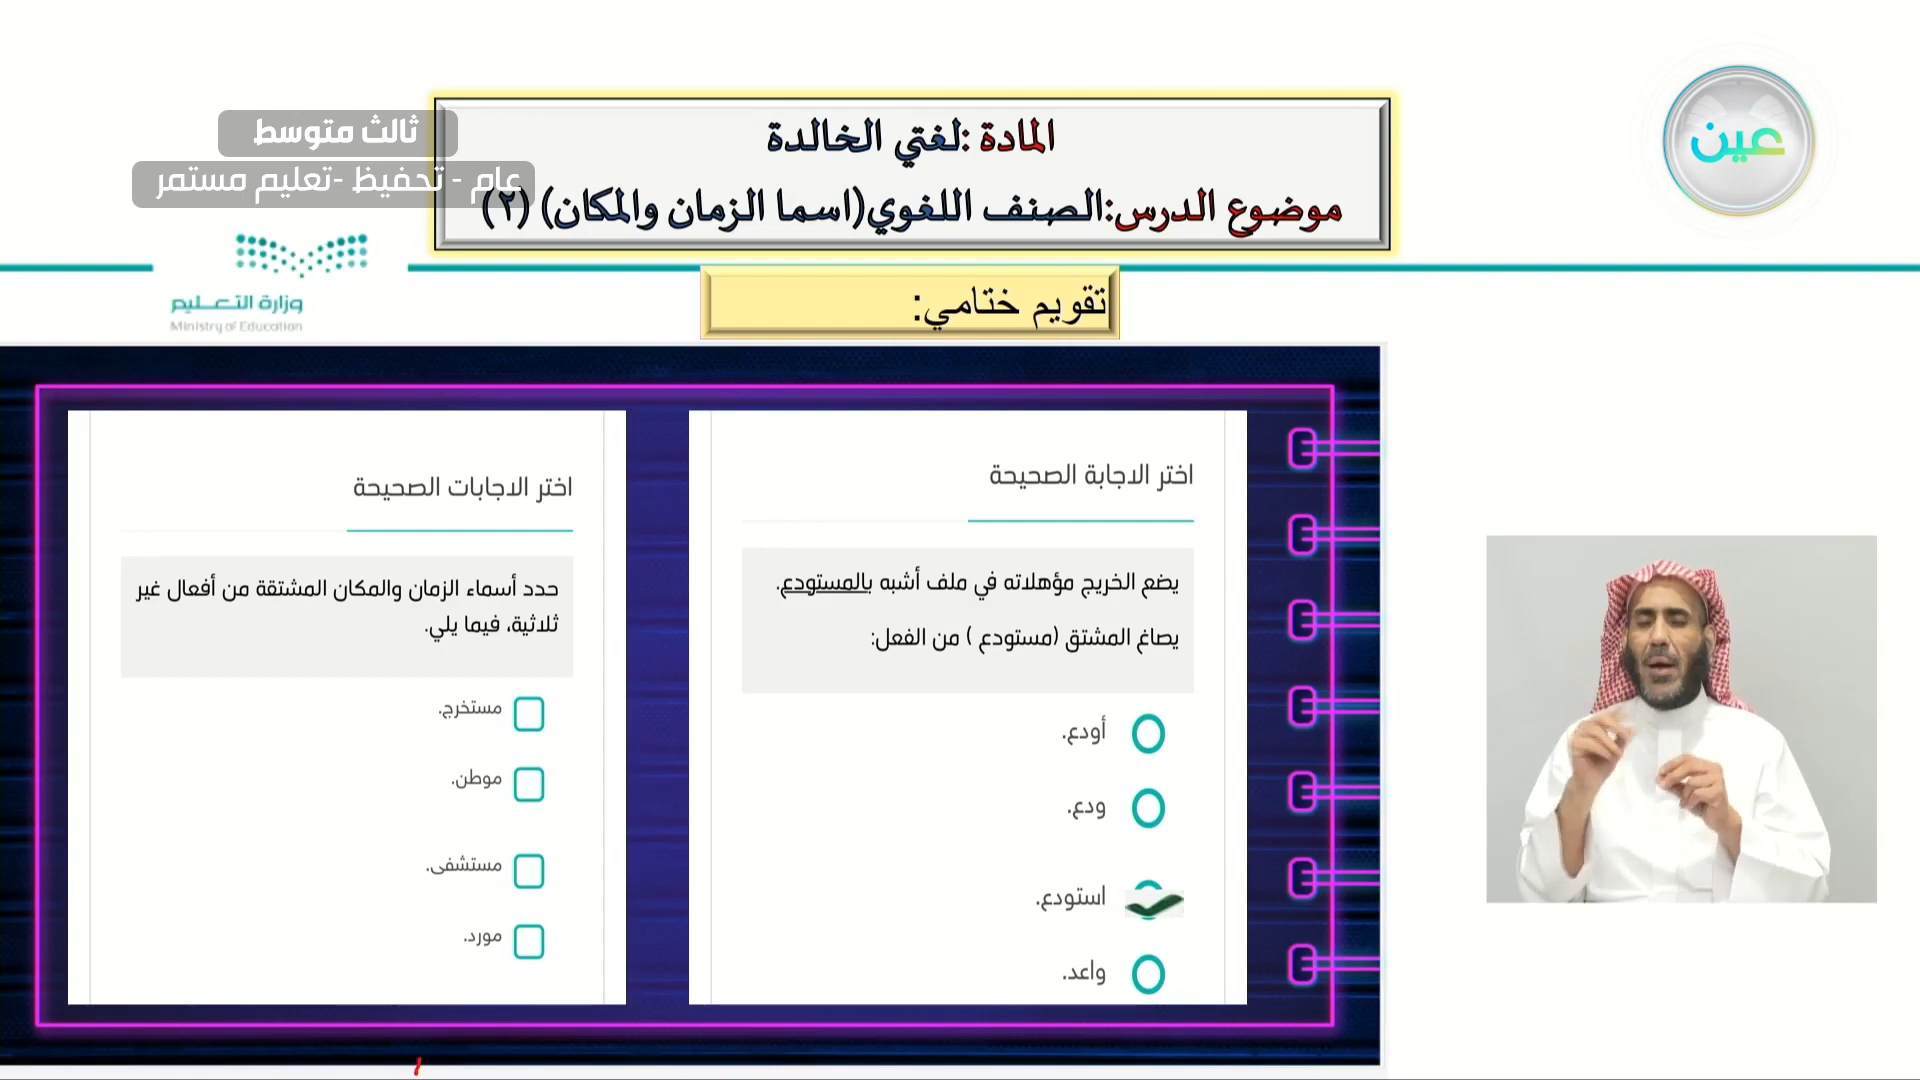 عين
المادة :لغتي الخالدة
موضوع الدرس:الصنف اللغوي(اسما الزمان والمكان) (٢)
ثالث متوسط
عام - تحفيظ -تعليم مستمر
وزارة التعليم
Ministry of Education
تقويم ختامي:
اختر الاجابة الصحيحة
يضع الخريج مؤهلاته في ملف أشبه بالمستودع.
يصاغ المشتق (مستودع ) من الفعل:
أودع.
ودع.
استودع.
واعد.
اختر الاجابات الصحيحة
حدد أسماء الزمان والمكان المشتقة من أفعال غير
ثلاثية، فيما يلي.
مستخرج.
موطن.
مستشفى.
مورد.